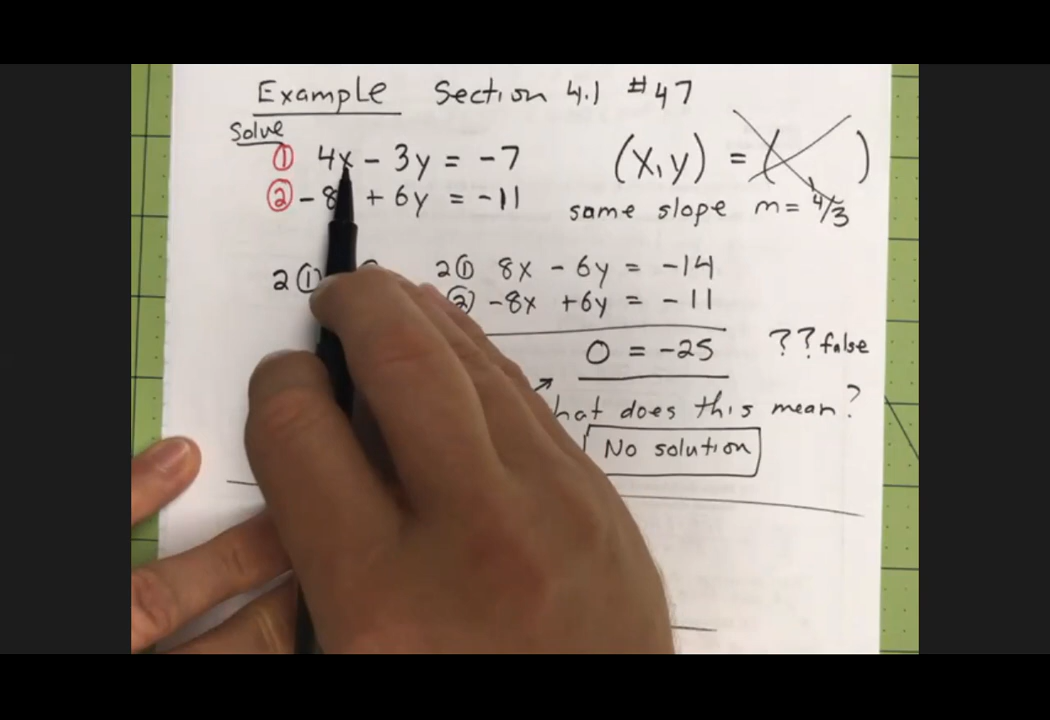 Example Section 4.1 #47
Solve
① 4x - 3y = -7
(x,y) = ( )
② -8 + 6y = -11
same slope m = 4/3
2① 2① 8x - 6y = -14
② -8x +6y = -11
0 = -25 ??false
hat does this mean?
No solution